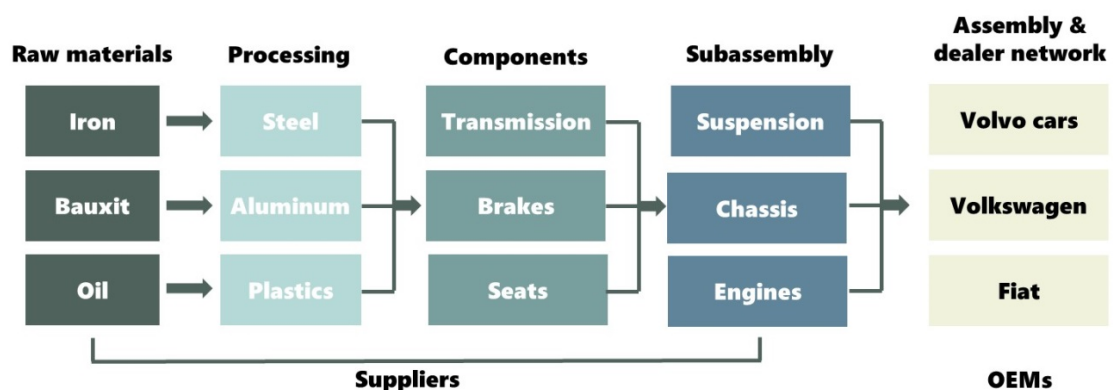 Raw materials
Processing
Components
Subassembly
Assembly &
dealer network
Iron
Steel
Transmission
Suspension
Volvo cars
Bauxit
Aluminum
Brakes
Chassis
Volkswagen
Oil
Plastics
Seats
Engines
Fiat
Suppliers
OEMs